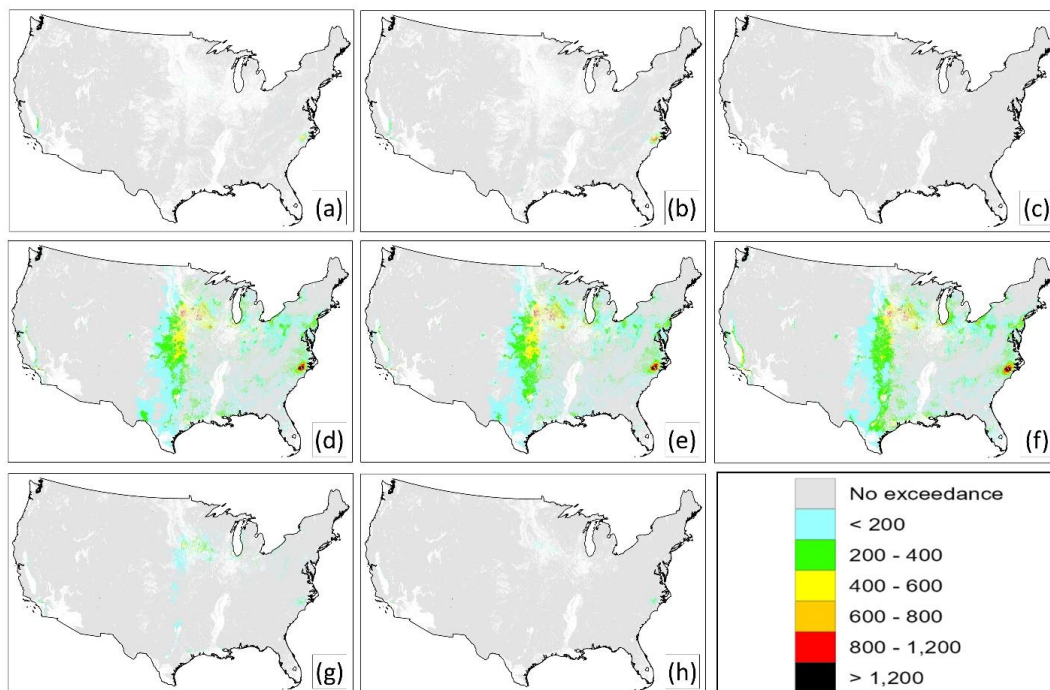 (a)
(b)
(c)
(d)
(e)
(f)
(g)
(h)
No exceedance
< 200
200 - 400
400 - 600
600 - 800
800 - 1,200
> 1,200